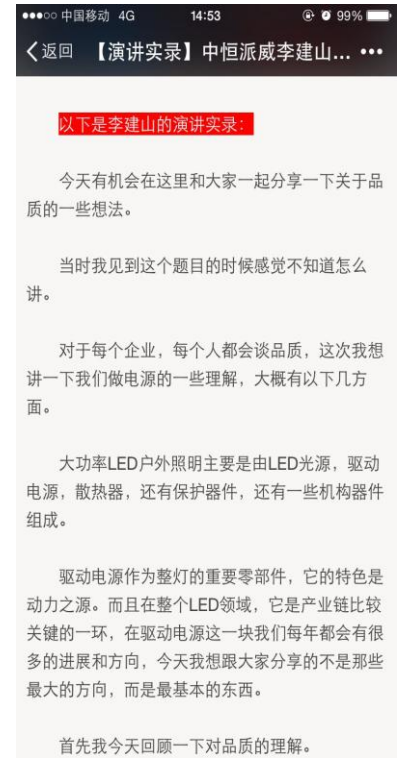 中国移动 4G 14:53 99%
返回 【演讲实录】中恒派威李建山... •••
以下是李建山的演讲实录：
今天有机会在这里和大家一起分享一下关于品
质的一些想法。
当时我见到这个题目的时候感觉不知道怎么
讲。
对于每个企业，每个人都会谈品质，这次我想
讲一下我们做电源的一些理解，大概有以下几方
面。
大功率LED户外照明主要是由LED光源，驱动
电源，散热器，还有保护器件，还有一些机构器件
组成。
驱动电源作为整灯的重要零部件，它的特色是
动力之源。而且在整个LED领域，它是产业链比较
关键的一环，在驱动电源这一块我们每年都会有很
多的进展和方向，今天我想跟大家分享的不是那些
最大的方向，而是最基本的东西。
首先我今天回顾一下对品质的理解。